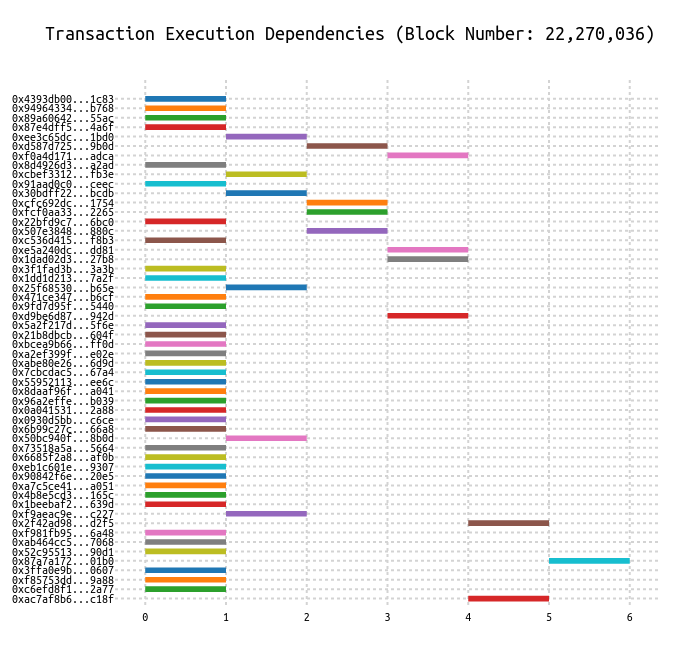 Transaction Execution Dependencies (Block Number: 22,270,036)
0x4393db00...1c83
0x94964334...b768
0x89a60642...55ac
0x87e4dff5...4a6f
0xee3c65dc...1bd0
0xd587d725...9b0d
0xf0a4d171...adca
0x8d4926d3...a2ad
0xcbef3312...fb3e
0x91aad0c0...ceec
0x30bdff22...bcdb
0xcfc692dc...1754
0xfcf0aa33...2265
0x22bfd9c7...6bc0
0x507e3848...880c
0xc536d415...f8b3
0xe5a240dc...dd81
0x1dad02d3...27b8
0x3f1fad3b...3a3b
0x1dd1d213...7a2f
0x25f68530...b65e
0x471ce347...b6cf
0x9fd7d95f...5440
0xd9be6d87...942d
0x5a2f217d...5f6e
0x21b8dbcb...604f
0xbcea9b66...ff0d
0xa2ef399f...e02e
0xabe80e26...6d9d
0x7cbcdac5...67a4
0x55952113...ee6c
0x8daaf96f...a041
0x96a2effe...b039
0x0a041531...2a88
0x0930d5bb...c6ce
0x6b99c27c...66a8
0x50bc940f...8b0d
0x73518a5a...5664
0x6685f2a8...af0b
0xeb1c601e...9307
0x90842f6e...20e5
0xa7c5ce41...a051
0x4b8e5cd3...165c
0x1beebaf2...639d
0xf9aeac9e...c227
0x2f42ad98...d2f5
0xf981fb95...6a48
0xab464cc5...7068
0x52c95513...90d1
0x87a7a172...01b0
0x3ffa0e9b...0607
0xf85753dd...9a88
0xc6efd8f1...2a77
0xac7af8b6...c18f
0 1 2 3 4 5 6